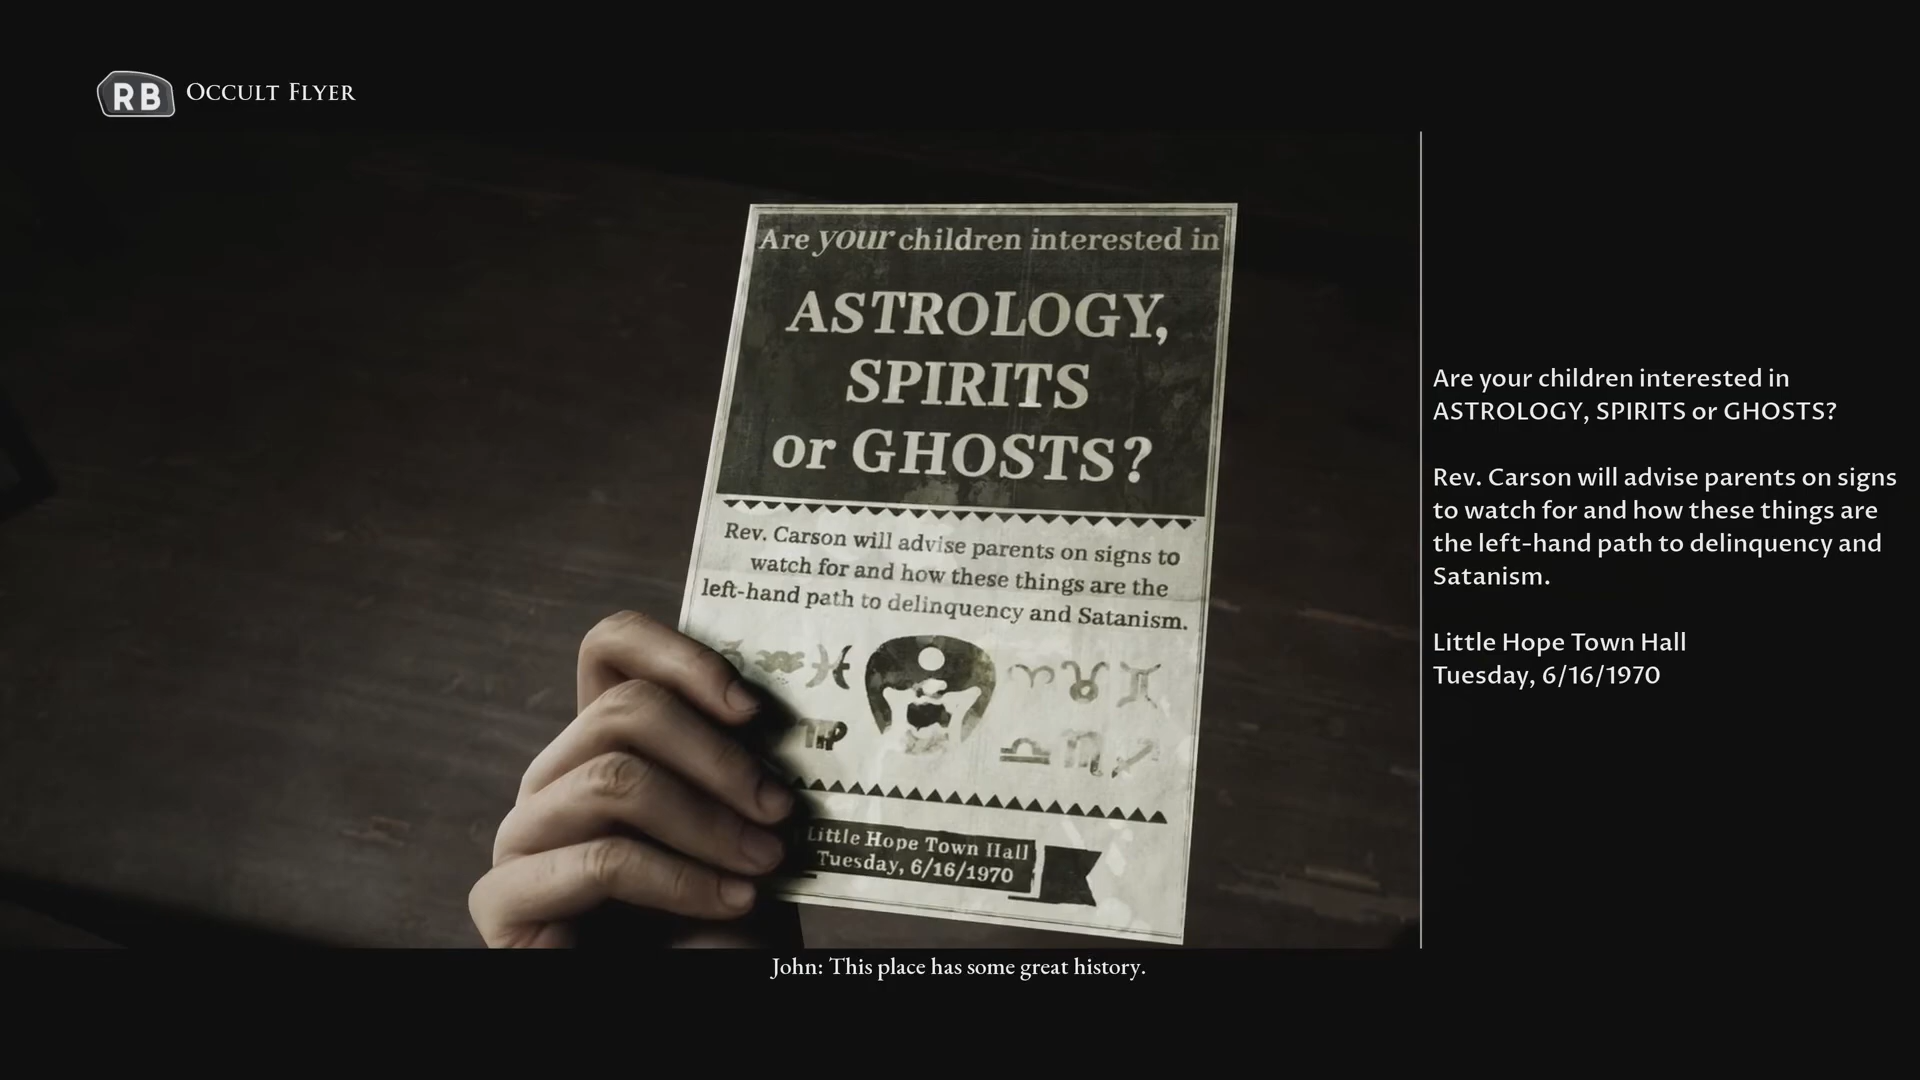 RB OCCULT FLYER
Are your children interested in
ASTROLOGY,
SPIRITS
or GHOSTS?
Rev. Carson will advise parents on signs to
watch for and how these things are the
left-hand path to delinquency and Satanism.
Little Hope Town Hall
Tuesday, 6/16/1970
Are your children interested in
ASTROLOGY, SPIRITS or GHOSTS?
Rev. Carson will advise parents on signs
to watch for and how these things are
the left-hand path to delinquency and
Satanism.
Little Hope Town Hall
Tuesday, 6/16/1970
John: This place has some great history.